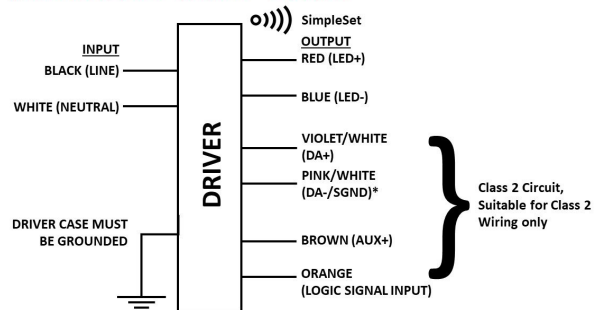 SimpleSet
INPUT
OUTPUT
BLACK (LINE)
RED (LED+)
WHITE (NEUTRAL)
BLUE (LED-)
DRIVER
VIOLET/WHITE
(DA+)
PINK/WHITE
(DA-/SGND)*
DRIVER CASE MUST
BE GROUNDED
BROWN (AUX+)
ORANGE
(LOGIC SIGNAL INPUT)
Class 2 Circuit,
Suitable for Class 2
Wiring only